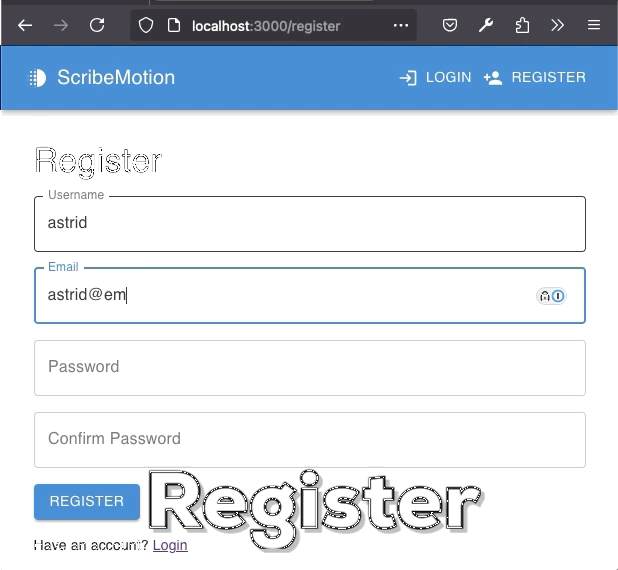 localhost:3000/register
ScribeMotion
LOGIN
REGISTER
Register
Username
astrid
Email
astrid@em
Password
Confirm Password
REGISTER
Register
Have an account? Login